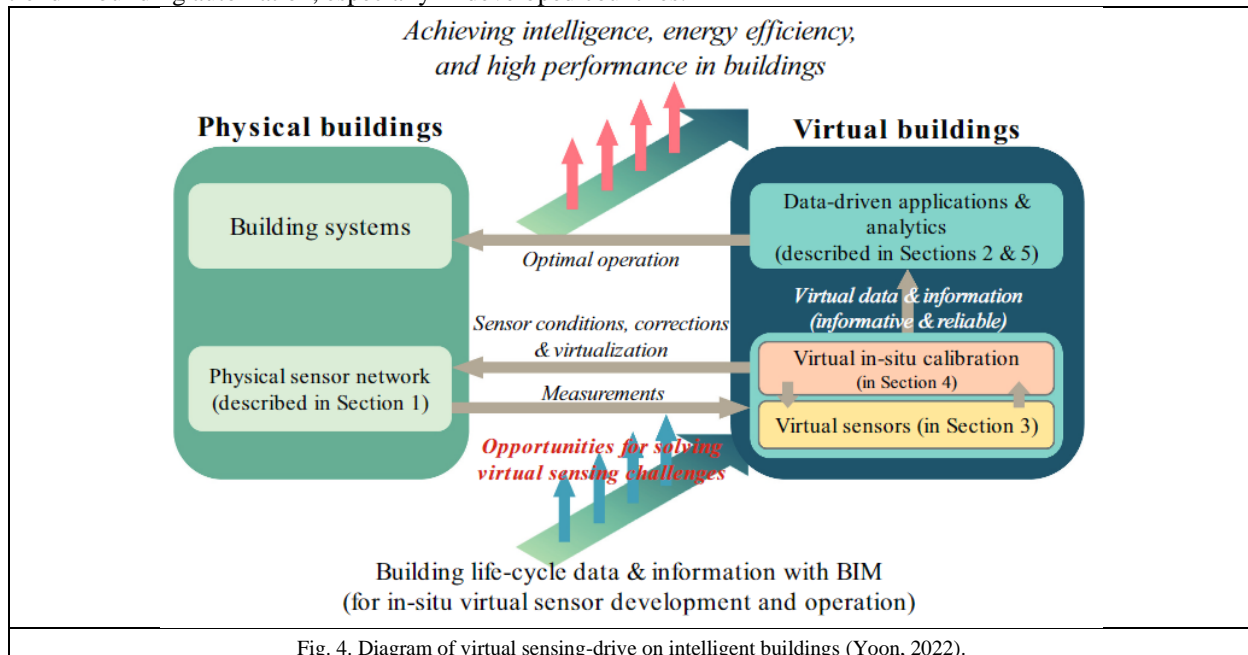 Achieving intelligence, energy efficiency,
and high performance in buildings
Physical buildings
Virtual buildings
Building systems
Data-driven applications &
analytics
(described in Sections 2 & 5)
Optimal operation
Virtual data & information
(informative & reliable)
Sensor conditions, corrections
& virtualization
Virtual in-situ calibration
(in Section 4)
Physical sensor network
(described in Section 1)
Measurements
Virtual sensors (in Section 3)
Opportunities for solving
virtual sensing challenges
Building life-cycle data & information with BIM
(for in-situ virtual sensor development and operation)
Fig. 4. Diagram of virtual sensing-drive on intelligent buildings (Yoon, 2022).